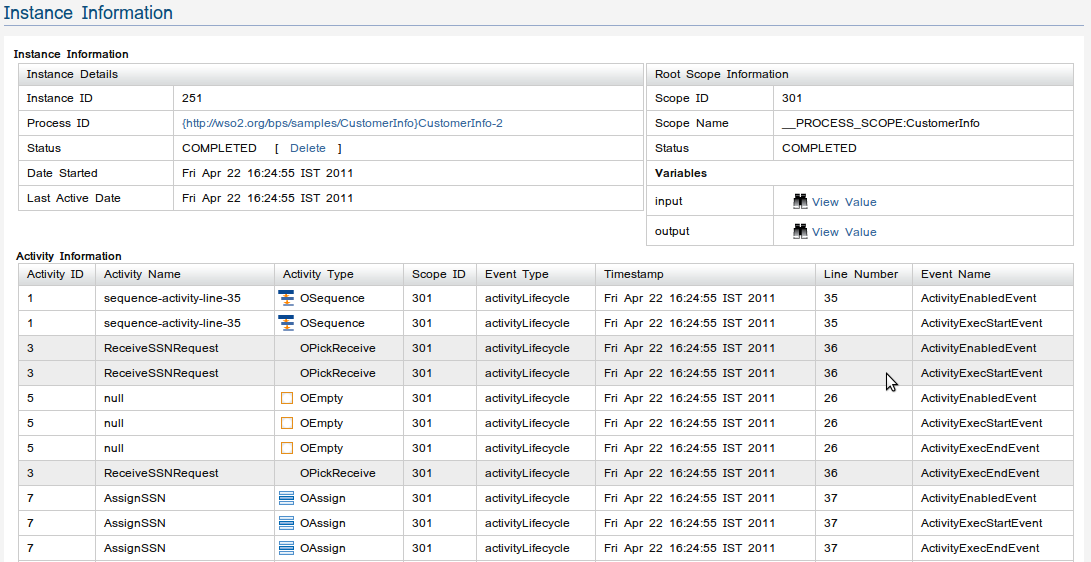 Instance Information
Instance Information
Instance Details
Instance ID 251
Process ID {http://wso2.org/bps/samples/CustomerInfo}CustomerInfo-2
Status COMPLETED [ Delete ]
Date Started Fri Apr 22 16:24:55 IST 2011
Last Active Date Fri Apr 22 16:24:55 IST 2011
Root Scope Information
Scope ID 301
Scope Name __PROCESS_SCOPE:CustomerInfo
Status COMPLETED
Variables
input View Value
output View Value
Activity Information
Activity ID Activity Name Activity Type Scope ID Event Type Timestamp Line Number Event Name
1 sequence-activity-line-35 OSequence 301 activityLifecycle Fri Apr 22 16:24:55 IST 2011 35 ActivityEnabledEvent
1 sequence-activity-line-35 OSequence 301 activityLifecycle Fri Apr 22 16:24:55 IST 2011 35 ActivityExecStartEvent
3 ReceiveSSNRequest OPickReceive 301 activityLifecycle Fri Apr 22 16:24:55 IST 2011 36 ActivityEnabledEvent
3 ReceiveSSNRequest OPickReceive 301 activityLifecycle Fri Apr 22 16:24:55 IST 2011 36 ActivityExecStartEvent
5 null OEmpty 301 activityLifecycle Fri Apr 22 16:24:55 IST 2011 26 ActivityEnabledEvent
5 null OEmpty 301 activityLifecycle Fri Apr 22 16:24:55 IST 2011 26 ActivityExecStartEvent
5 null OEmpty 301 activityLifecycle Fri Apr 22 16:24:55 IST 2011 26 ActivityExecEndEvent
3 ReceiveSSNRequest OPickReceive 301 activityLifecycle Fri Apr 22 16:24:55 IST 2011 36 ActivityExecEndEvent
7 AssignSSN OAssign 301 activityLifecycle Fri Apr 22 16:24:55 IST 2011 37 ActivityEnabledEvent
7 AssignSSN OAssign 301 activityLifecycle Fri Apr 22 16:24:55 IST 2011 37 ActivityExecStartEvent
7 AssignSSN OAssign 301 activityLifecycle Fri Apr 22 16:24:55 IST 2011 37 ActivityExecEndEvent